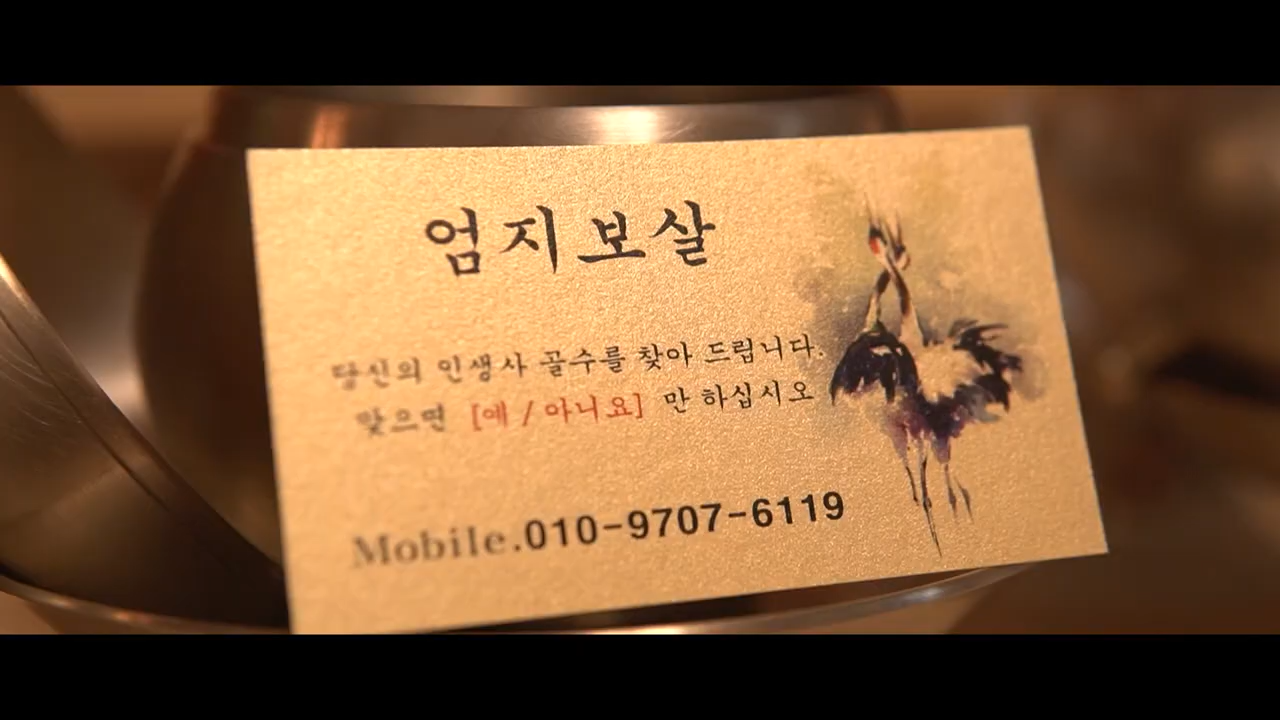 엄지보살
당신의 인생사 골수를 찾아 드립니다.
맞으면 [예 / 아니요] 만 하십시오
Mobile.010-9707-6119